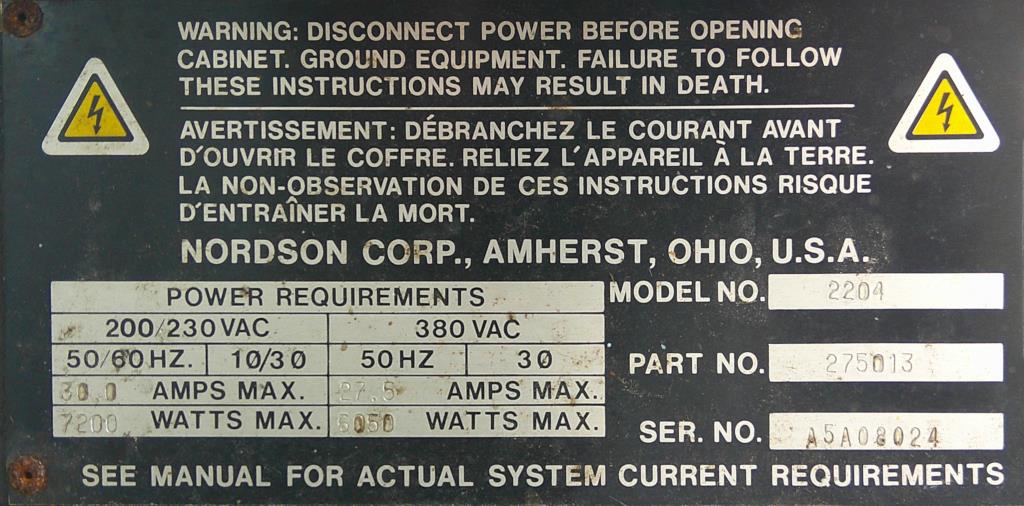 WARNING: DISCONNECT POWER BEFORE OPENING
CABINET. GROUND EQUIPMENT. FAILURE TO FOLLOW
THESE INSTRUCTIONS MAY RESULT IN DEATH.
AVERTISSEMENT: DÉBRANCHEZ LE COURANT AVANT
D'OUVRIR LE COFFRE. RELIEZ L'APPAREIL À LA TERRE.
LA NON-OBSERVATION DE CES INSTRUCTIONS RISQUE
D'ENTRAÎNER LA MORT.
NORDSON CORP., AMHERST, OHIO, U.S.A.
POWER REQUIREMENTS
200/230 VAC 380 VAC
50/60 HZ. 10/30 50 HZ 30
30.0 AMPS MAX. 27.5 AMPS MAX.
7200 WATTS MAX. 6050 WATTS MAX.
MODEL NO. 2204
PART NO. 275013
SER. NO. A5A08024
SEE MANUAL FOR ACTUAL SYSTEM CURRENT REQUIREMENTS